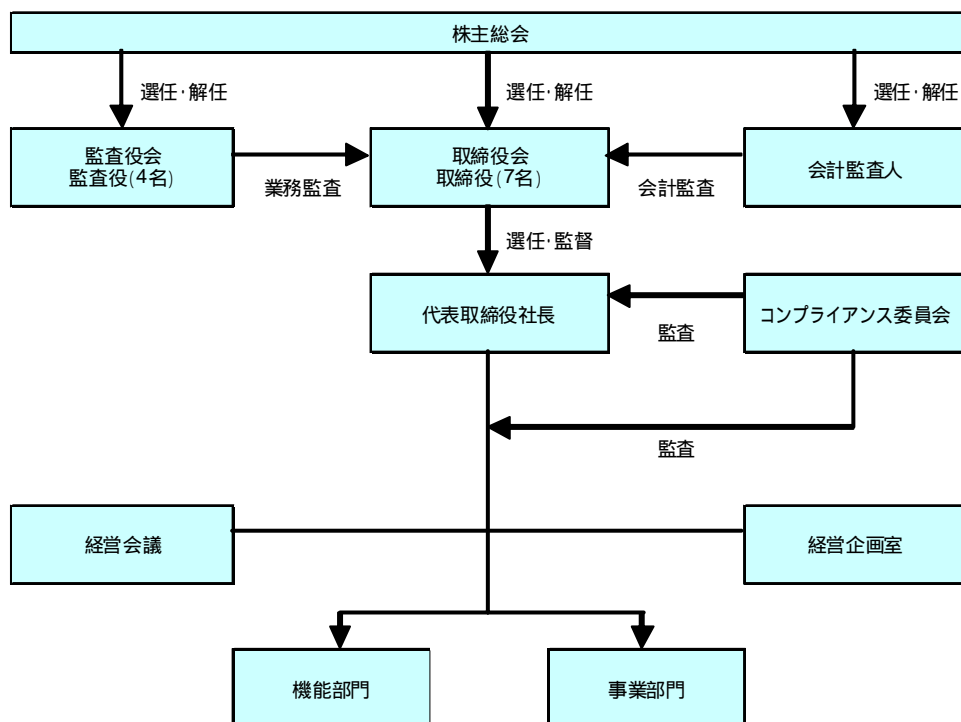 株主総会
選任・解任
選任・解任
選任・解任
監査役会
監査役(4名)
業務監査
取締役会
取締役(7名)
会計監査
会計監査人
選任・監督
代表取締役社長
監査
コンプライアンス委員会
監査
経営会議
経営企画室
機能部門
事業部門